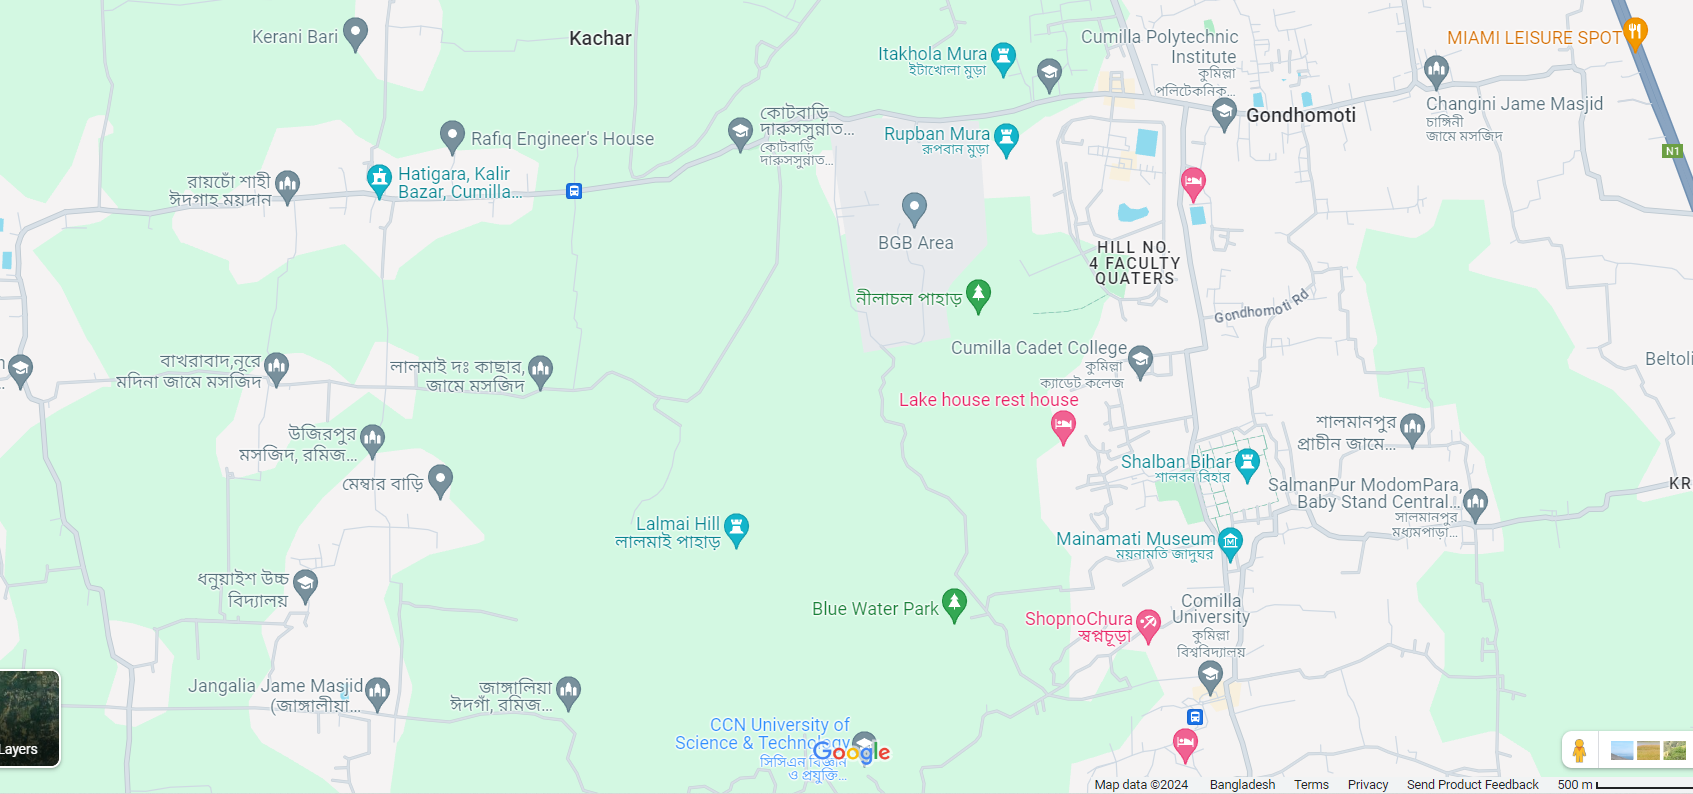 Kerani Bari
Kachar
Itakhola Mura
ইটাখোলা মুড়া
Cumilla Polytechnic
Institute
কুমিল্লা
পলিটেকনিক...
MIAMI LEISURE SPOT
Changini Jame Masjid
চাঙ্গিনী
জামে মসজিদ
Gondhomoti
N1
Rafiq Engineer's House
কোটবাড়ি
দারুসসুন্নাত...
কোটবাড়ি
দারুসসুন্নাত...
Rupban Mura
রূপবান মুড়া
Hatigara, Kalir
Bazar, Cumilla...
রায়চোঁ শাহী
ঈদগাহ ময়দান
BGB Area
HILL NO.
4 FACULTY
QUATERS
নীলাচল পাহাড়
Gondhomoti Rd
Cumilla Cadet College
কুমিল্লা
ক্যাডেট কলেজ
Beltoli
বাখরাবাদ,নূরে
মদিনা জামে মসজিদ
লালমাই দঃ কাছার,
জামে মসজিদ
Lake house rest house
উজিরপুর
মসজিদ, রমিজ...
শালমানপুর
প্রাচীন জামে...
Shalban Bihar
শালবন বিহার
মেম্বার বাড়ি
SalmanPur ModomPara,
Baby Stand Central...
সালমানপুর
মধ্যমপাড়া...
KR
Lalmai Hill
লালমাই পাহাড়
Mainamati Museum
ময়নামতি জাদুঘর
ধনুয়াইশ উচ্চ
বিদ্যালয়
Blue Water Park
ShopnoChura
স্বপ্নচূড়া
Comilla
University
কুমিল্লা
বিশ্ববিদ্যালয়
Jangalia Jame Masjid
(জাঙ্গালীয়া...
জাঙ্গালিয়া
ঈদগাঁ, রমিজ...
CCN University of
Science & Technology
সিসিএন বিজ্ঞান
ও প্রযুক্তি...
Google
Layers
Map data ©2024 Bangladesh Terms Privacy Send Product Feedback 500 m